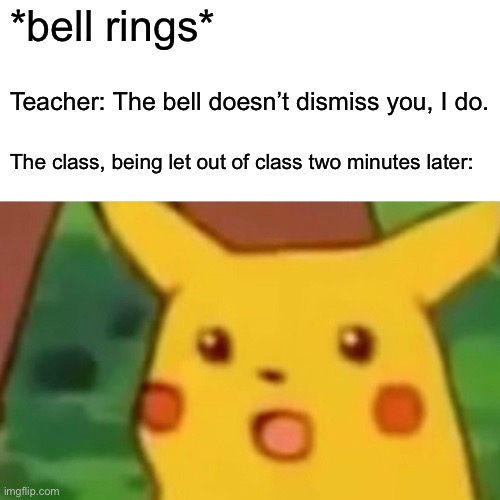 *bell rings*
Teacher: The bell doesn’t dismiss you, I do.
The class, being let out of class two minutes later:
imgflip.com